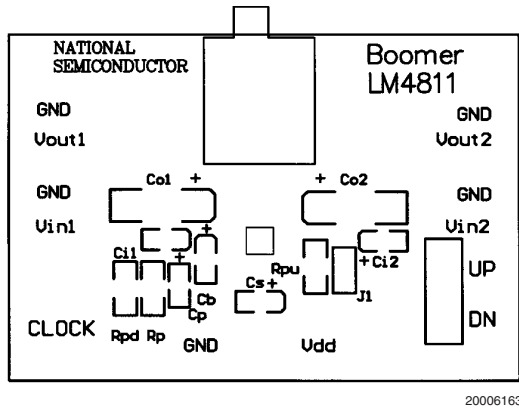 NATIONAL
SEMICONDUCTOR
Boomer
LM4811
GND
GND
Vout1
Vout2
Co1
+
+
Co2
GND
GND
Vin1
+
Vin2
Ci1
+
Rpu
+
Ci2
UP
Cs+
J1
Cb
Cp
DN
CLOCK
Rpd
Rp
GND
Vdd
20006163